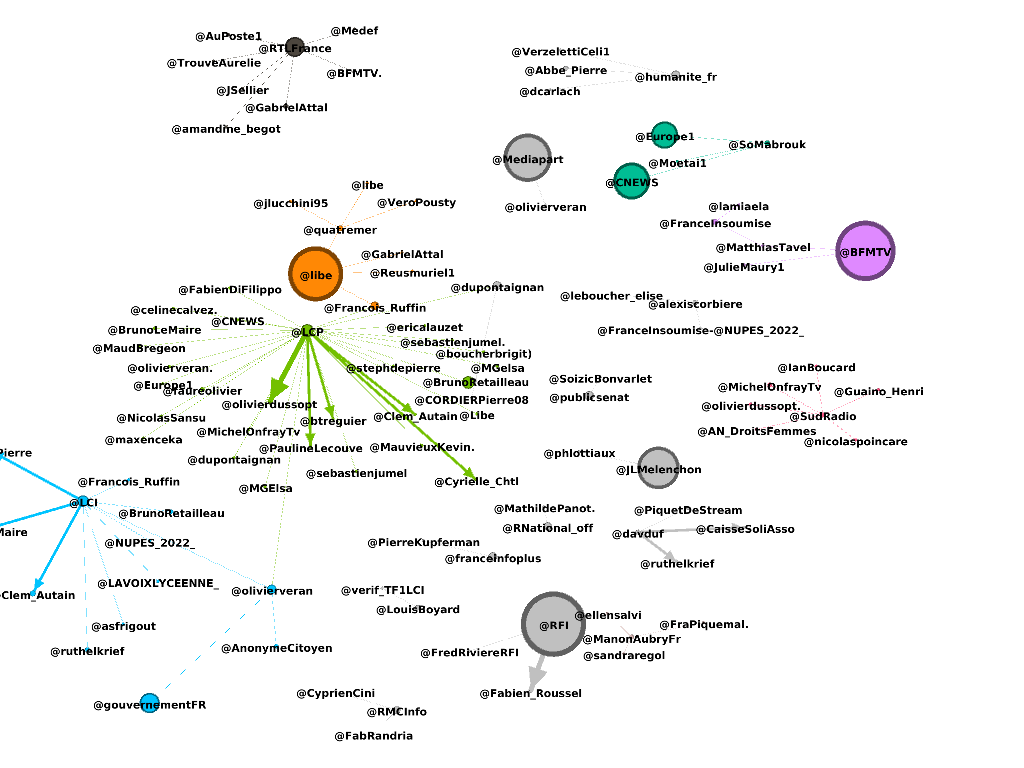 @Medef
@AuPoste1
@RTLFrance
@VerzelettiCeli1
@TrouveAurelie
@BFMTV.
@Abbe_Pierre
@humanite_fr
@JSellier
@dcarlach
@GabrielAttal
@amandine_begot
@Europe1
@SoMabrouk
@Mediapart
@Moetai1
@CNEWS
@libe
@jlucchini95
@VeroPousty
@olivierveran
@lamiaela
@quatremer
@FranceInsoumise
@MatthiasTavel
@BFMTV
@GabrielAttal
@JulieMaury1
@libe
@Reusmuriel1
@FabienDiFilippo
@dupontaignan
@leboucher_elise
@alexiscorbiere
@celinecalvez.
@Francois_Ruffin
@CNEWS
@BrunoLeMaire
@LCP
@ericalauzet
@FranceInsoumise-@NUPES_2022_
@sebastienjumel.
@MaudBregeon
@boucherbrigit)
@olivierveran.
@stephdepierre
@MGelsa
@IanBoucard
@SoizicBonvarlet
@Europe1
@fadreolivier
@BrunoRetailleau
@MichelOnfrayTv
@Guaino_Henri
@publicsenat
@CORDIERPierre08
@olivierdussopt
@olivierdussopt.
@NicolasSansu
@btreguier
@Clem_Autain
@Libe
@SudRadio
@MichelOnfrayTv
@AN_DroitsFemmes
@maxenceka
@PaulineLecouve
@MauvieuxKevin.
@nicolaspoincare
Pierre
@dupontaignan
@phlottiaux
@sebastienjumel
@JLMelenchon
@Francois_Ruffin
@MGElsa
@Cyrielle_Chtl
@LCI
@BrunoRetailleau
@MathildePanot.
@PiquetDeStream
Maire
@RNational_off
@CaisseSoliAsso
@davduf
@NUPES_2022_
@PierreKupferman
@franceinfoplus
@ruthelkrief
@LAVOIXLYCEENNE_
@olivierveran
@verif_TF1LCI
Clem_Autain
@LouisBoyard
@ellensalvi
@asfrigout
@RFI
@FraPiquemal.
@ManonAubryFr
@ruthelkrief
@AnonymeCitoyen
@FredRiviereRFI
@sandraregol
@CyprienCini
@Fabien_Roussel
@gouvernementFR
@RMCInfo
@FabRandria